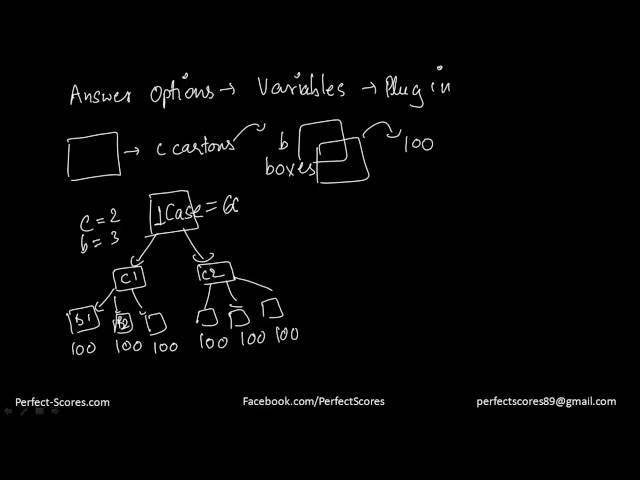 Answer Options → Variables → Plug in
→ c cartons b boxes 100
c = 2
b = 3
1 Case =
C1 C2
B1 B2
100 100 100 100 100 100
Perfect-Scores.com Facebook.com/PerfectScores perfectscores89@gmail.com